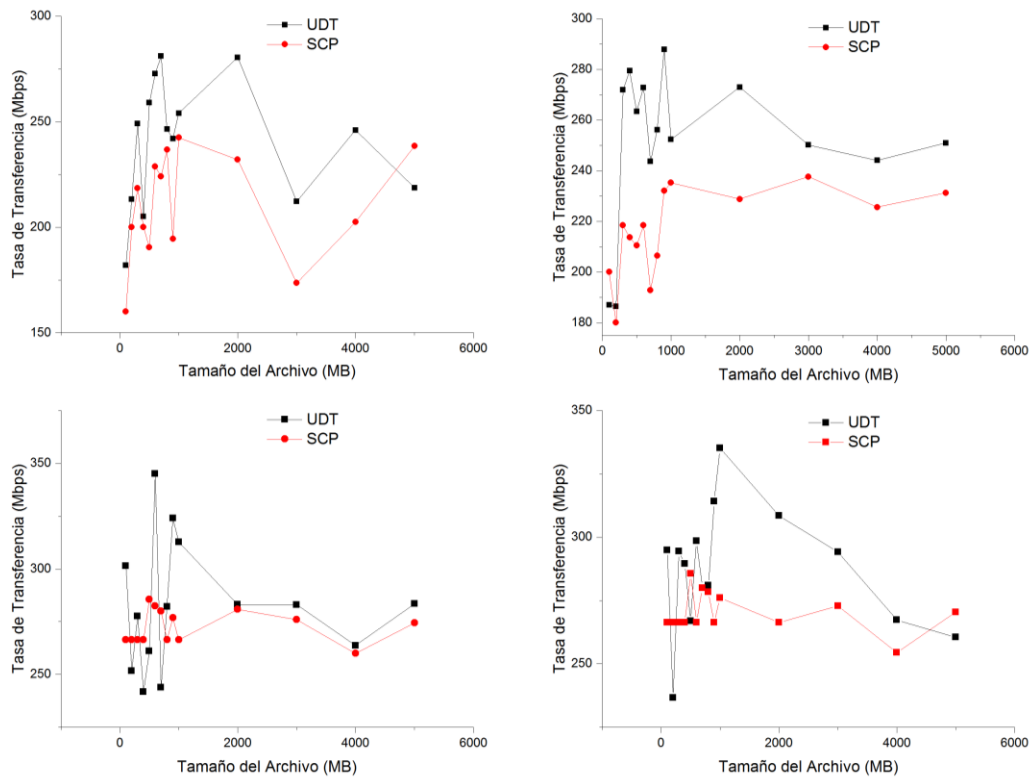 UDT
SCP
Tasa de Transferencia (Mbps)
300
250
200
150
0
2000
4000
6000
Tamaño del Archivo (MB)
UDT
SCP
Tasa de Transferencia (Mbps)
300
280
260
240
220
200
180
0
1000
2000
3000
4000
5000
6000
Tamaño del Archivo (MB)
UDT
SCP
Tasa de Transferencia (Mbps)
350
300
250
0
2000
4000
6000
Tamaño del Archivo (MB)
UDT
SCP
Tasa de Transferencia (Mbps)
350
300
250
0
2000
4000
6000
Tamaño del Archivo (MB)